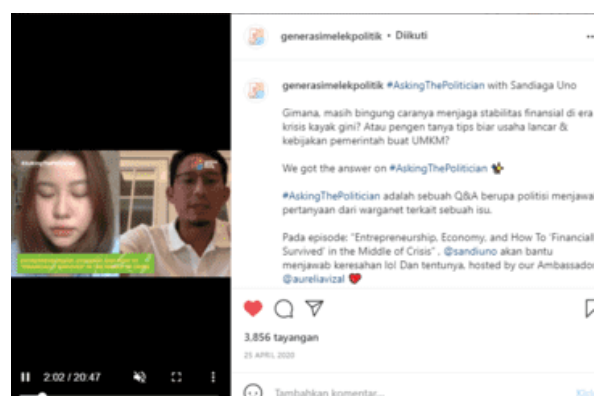 generasimelekpolitik • Diikuti
generasimelekpolitik #AskingThePolitician with Sandiaga Uno
Gimana, masih bingung caranya menjaga stabilitas finansial di era
krisis kayak gini? Atau pengen tanya tips biar usaha lancar &
kebijakan pemerintah buat UMKM?
We got the answer on #AskingThePolitician
#AskingThePolitician adalah sebuah Q&A berupa politisi menjawa
pertanyaan dari warganet terkait sebuah isu.
Pada episode: "Entrepreneurship, Economy, and How To 'Financiall
Survived' in the Middle of Crisis" , @sandiuno akan bantu
menjawab keresahan lo! Dan tentunya, hosted by our Ambassado
@aureliavizal
#AskingThePolitician
3.856 tayangan
25 APRIL 2020
2:02 / 20:47
Tambahkan komentar...